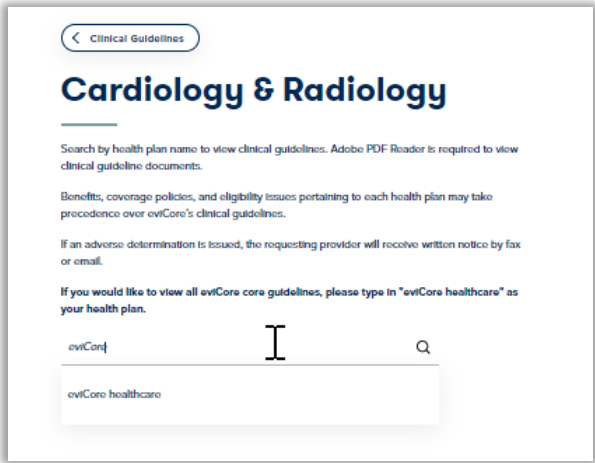 Clinical Guidelines
Cardiology & Radiology
Search by health plan name to view clinical guidelines. Adobe PDF Reader is required to view
clinical guideline documents.
Benefits, coverage policies, and eligibility issues pertaining to each health plan may take
precedence over eviCore's clinical guidelines.
If an adverse determination is issued, the requesting provider will receive written notice by fax
or email.
If you would like to view all eviCore core guidelines, please type in "eviCore healthcare" as
your health plan.
eviCore
eviCore healthcare